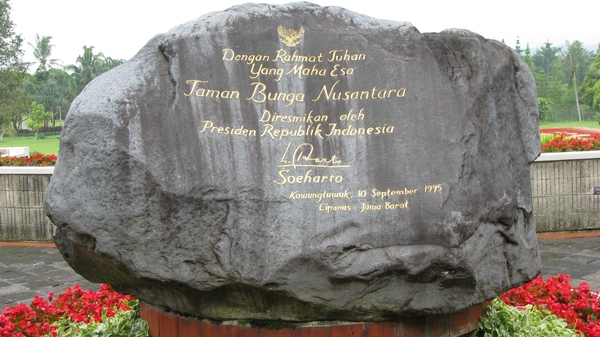 Dengan Rahmat Tuhan
Yang Maha Esa
Taman Bunga Nusantara
Diresmikan oleh
Presiden Republik Indonesia
Soeharto
Kawungluwuk, 10 September 1995
Cipanas - Jawa Barat